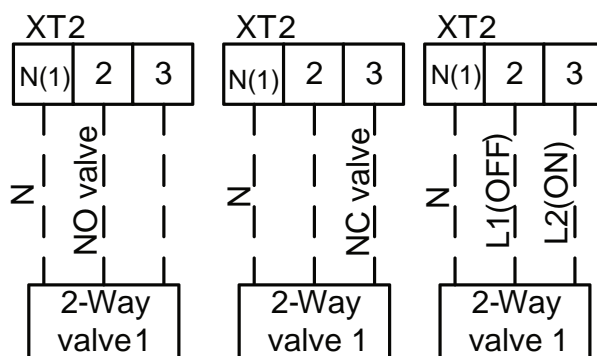 XT2 XT2 XT2
N(1) 2 3 N(1) 2 3 N(1) 2 3
N NO valve N NC valve N L1(OFF) L2(ON)
2-Way 2-Way 2-Way
valve1 valve 1 valve 1